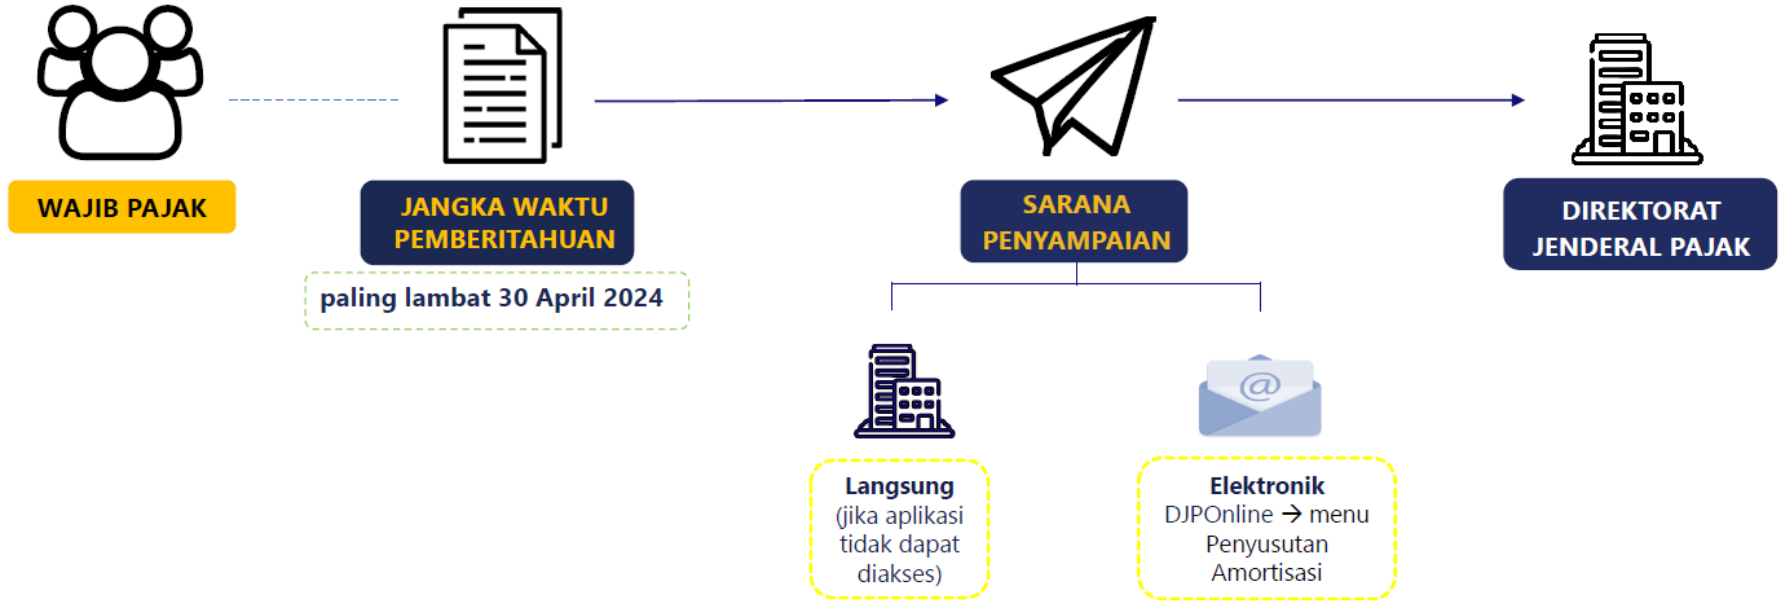 WAJIB PAJAK
JANGKA WAKTU
PEMBERITAHUAN
paling lambat 30 April 2024
SARANA
PENYAMPAIAN
DIREKTORAT
JENDERAL PAJAK
Langsung
(jika aplikasi
tidak dapat
diakses)
@
Elektronik
DJPOnline → menu
Penyusutan
Amortisasi